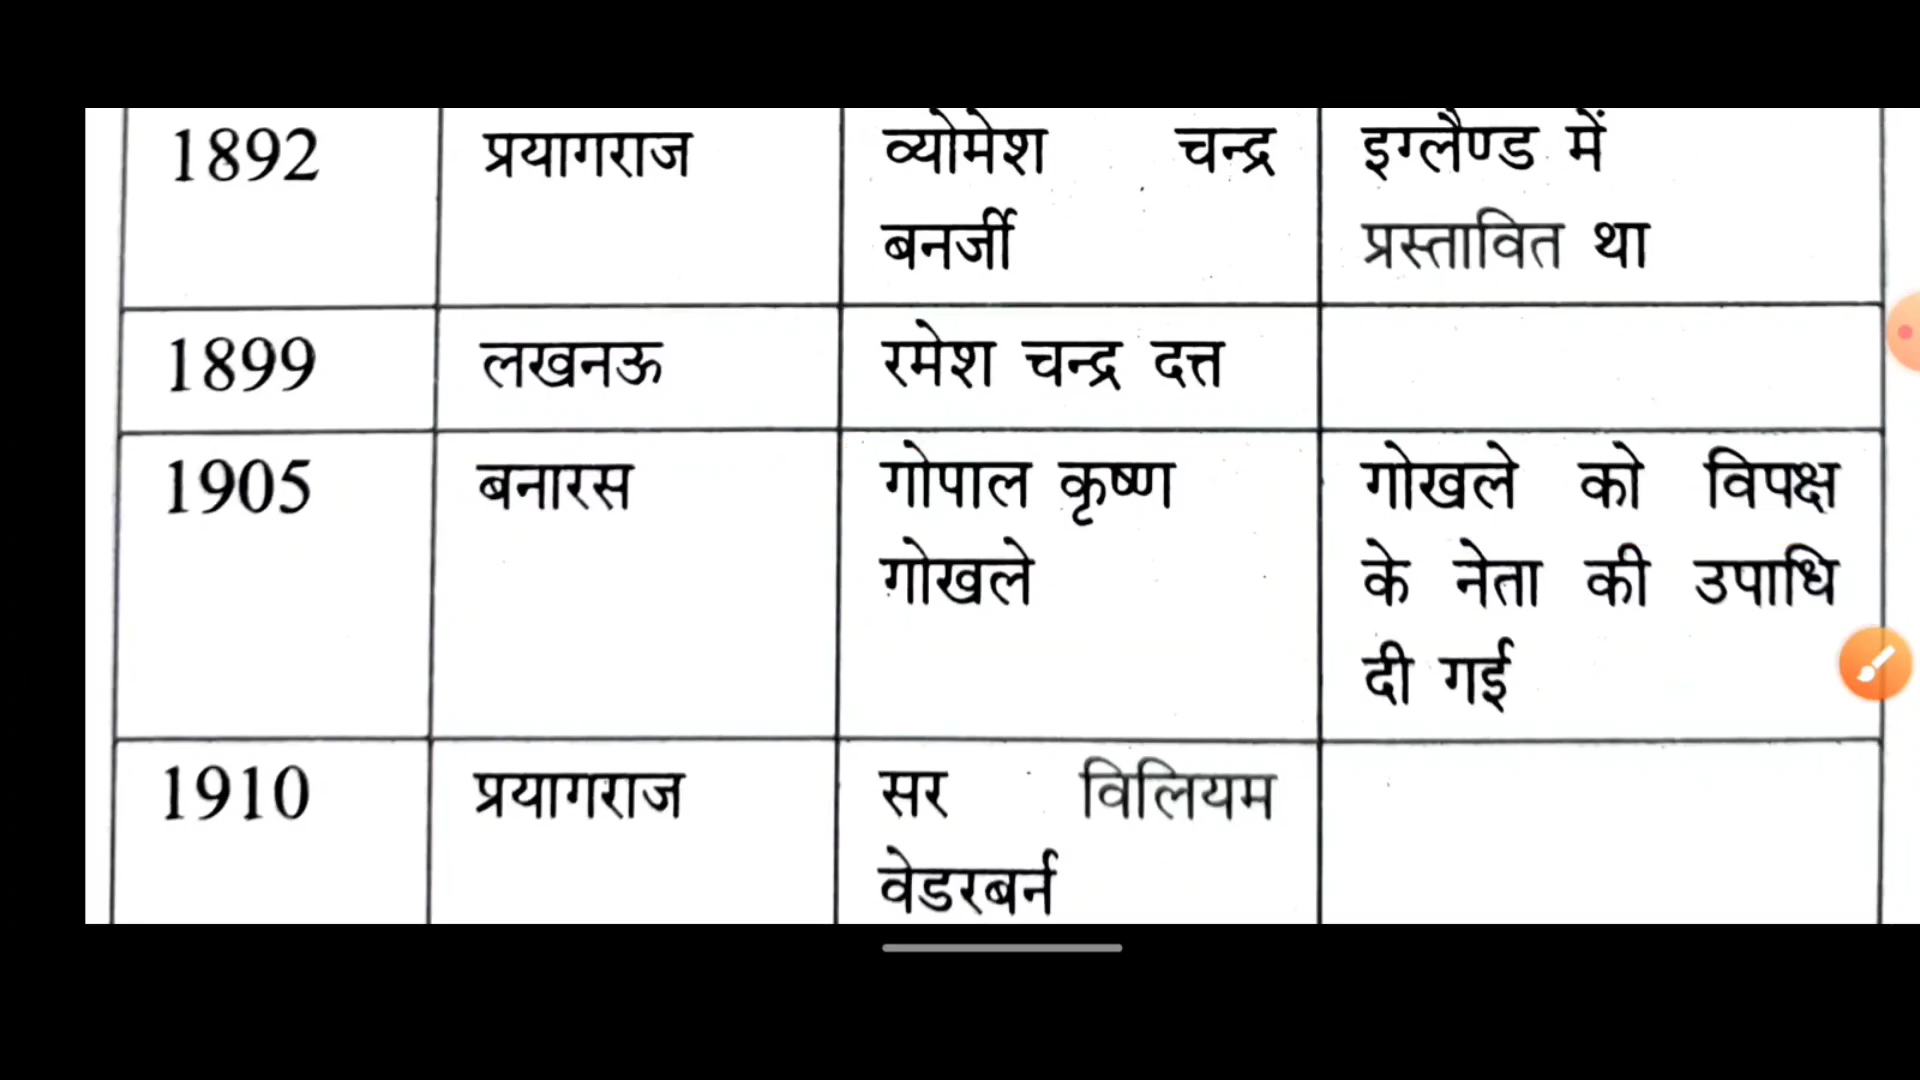 1892 प्रयागराज व्योमेश चन्द्र इग्लैण्ड में
बनर्जी प्रस्तावित था
1899 लखनऊ रमेश चन्द्र दत्त
1905 बनारस गोपाल कृष्ण गोखले को विपक्ष
गोखले के नेता की उपाधि
दी गई
1910 प्रयागराज सर विलियम
वेडरबर्न